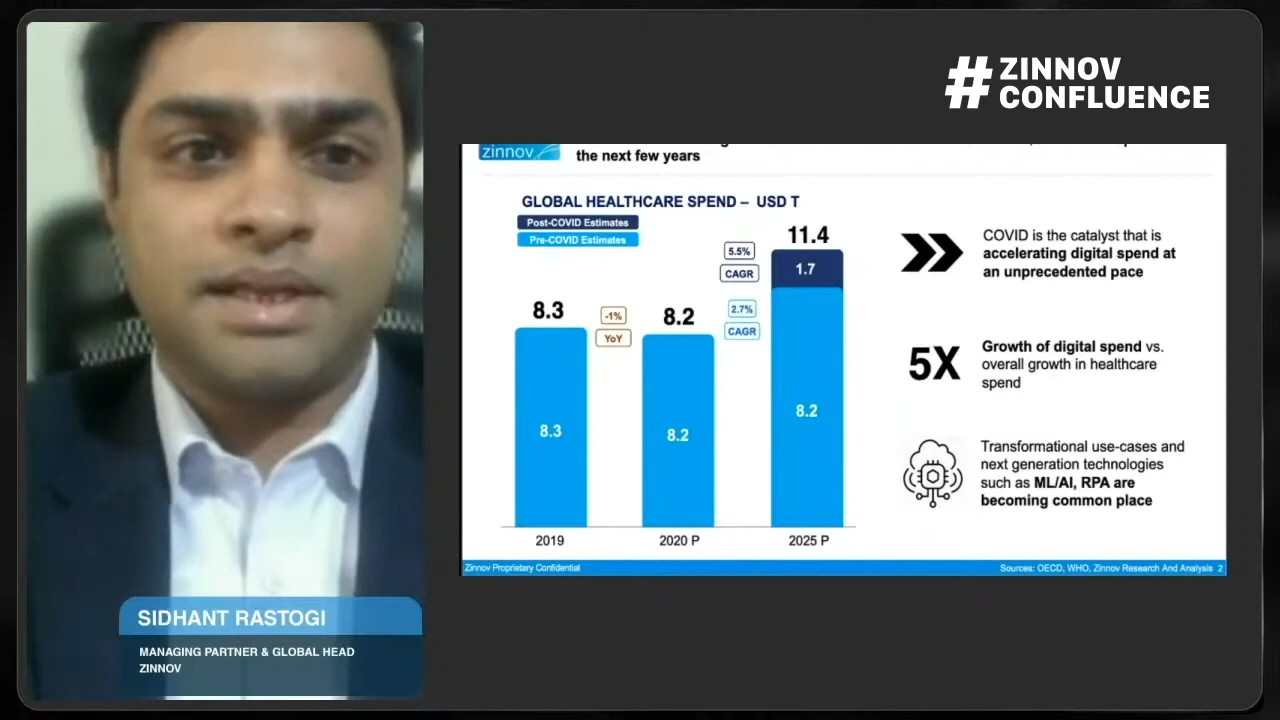 # ZINNOV
CONFLUENCE
zinnov
the next few years
GLOBAL HEALTHCARE SPEND – USD T
Post-COVID Estimates
Pre-COVID Estimates
8.3
-1%
YoY
8.2
5.5%
CAGR
2.7%
CAGR
11.4
1.7
8.3
8.2
8.2
2019
2020 P
2025 P
COVID is the catalyst that is
accelerating digital spend at
an unprecedented pace
5X
Growth of digital spend vs.
overall growth in healthcare
spend
Transformational use-cases and
next generation technologies
such as ML/AI, RPA are
becoming common place
Zinnov Proprietary Confidential
Sources: OECD, WHO, Zinnov Research And Analysis 2
SIDHANT RASTOGI
MANAGING PARTNER & GLOBAL HEAD
ZINNOV